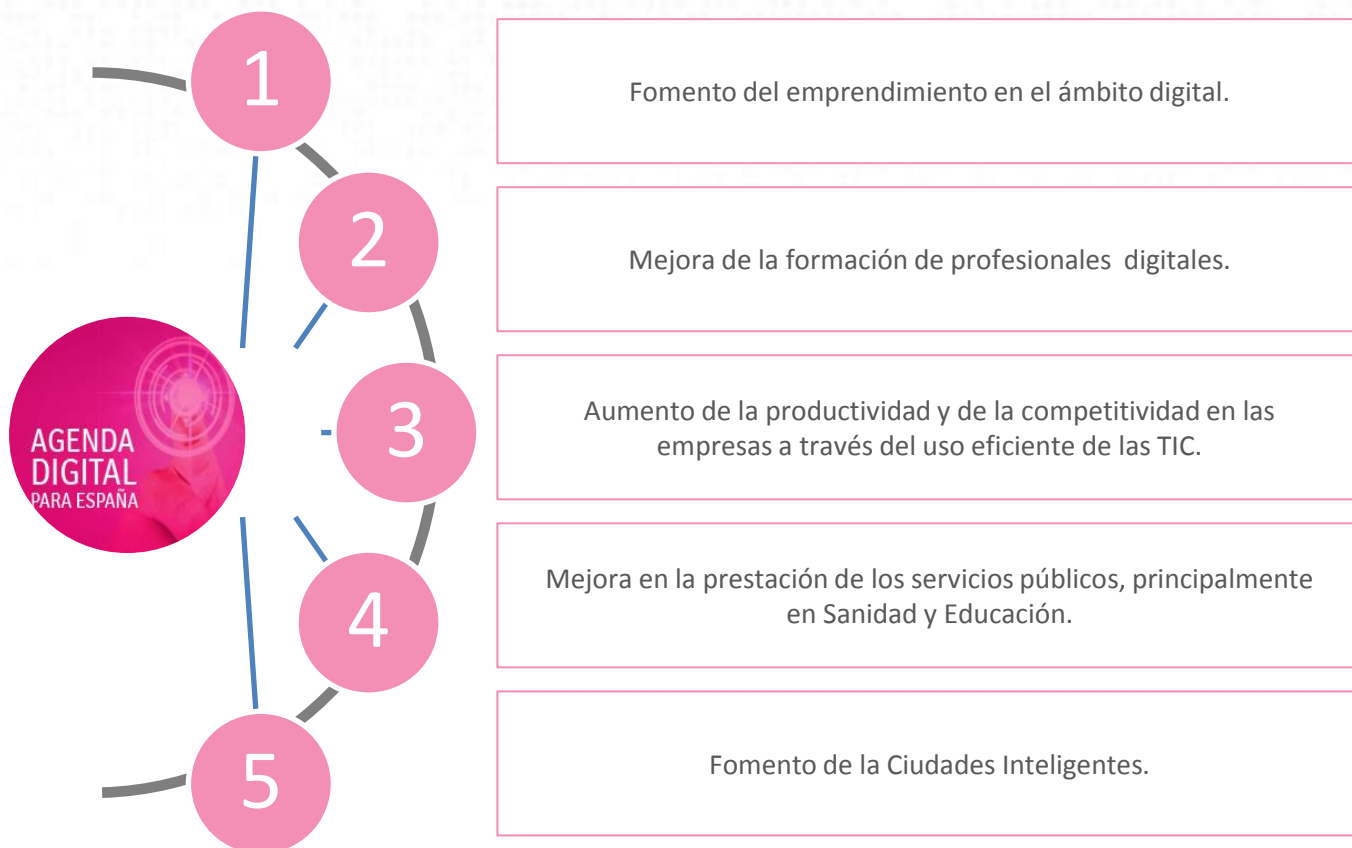 1
Fomento del emprendimiento en el ámbito digital.
2
Mejora de la formación de profesionales  digitales.
AGENDA
DIGITAL
PARA ESPAÑA
3
Aumento de la productividad y de la competitividad en las
empresas a través del uso eficiente de las TIC.
4
Mejora en la prestación de los servicios públicos, principalmente
en Sanidad y Educación.
5
Fomento de la Ciudades Inteligentes.